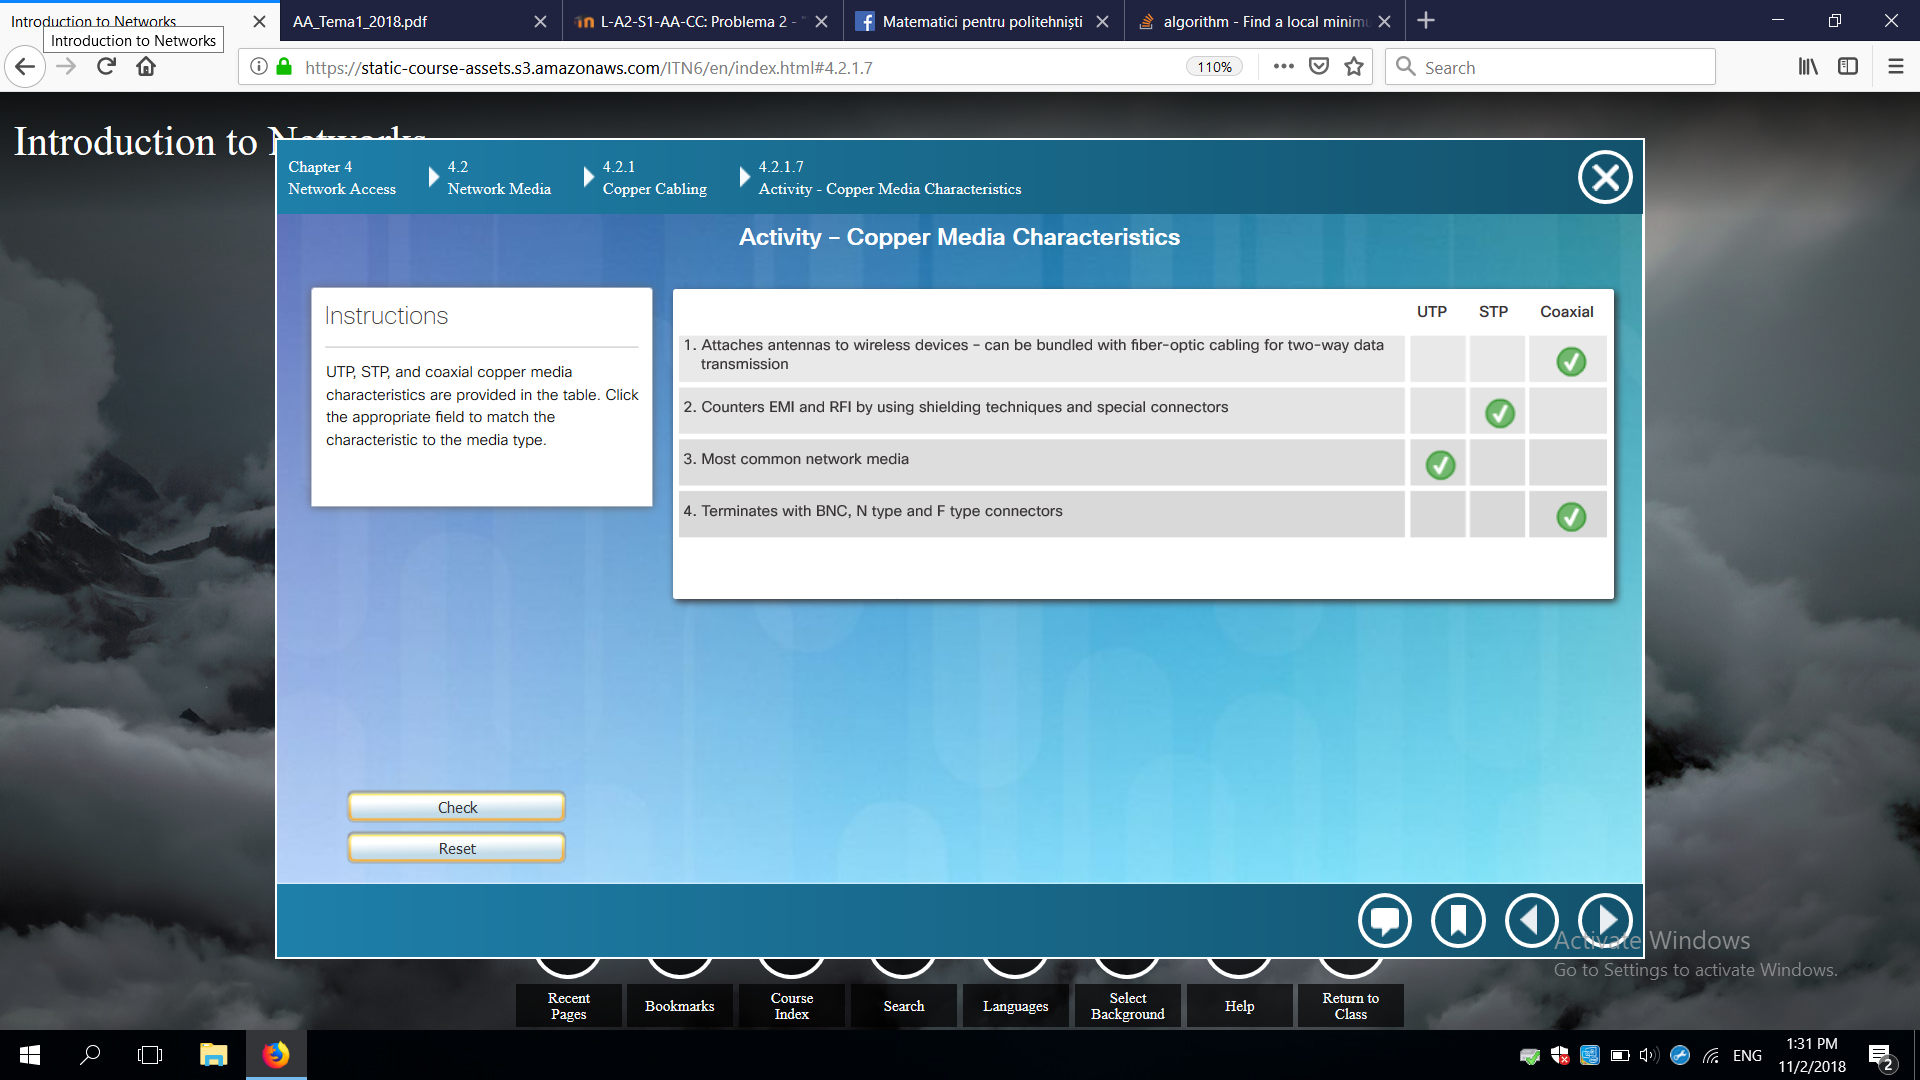 Introduction to Networks
AA_Tema1_2018.pdf
L-A2-S1-AA-CC: Problema 2 -
Matematici pentru politehniști
algorithm - Find a local minim
Introduction to Networks
https://static-course-assets.s3.amazonaws.com/ITN6/en/index.html#4.2.1.7
110%
Search
Introduction to Networks
Chapter 4
Network Access
4.2
Network Media
4.2.1
Copper Cabling
4.2.1.7
Activity - Copper Media Characteristics
Activity – Copper Media Characteristics
Instructions
UTP, STP, and coaxial copper media
characteristics are provided in the table. Click
the appropriate field to match the
characteristic to the media type.
UTP STP Coaxial
1. Attaches antennas to wireless devices – can be bundled with fiber-optic cabling for two-way data
transmission
2. Counters EMI and RFI by using shielding techniques and special connectors
3. Most common network media
4. Terminates with BNC, N type and F type connectors
Check
Reset
Activate Windows
Go to Settings to activate Windows.
Recent
Pages
Bookmarks
Course
Index
Search
Languages
Select
Background
Help
Return to
Class
ENG
1:31 PM
11/2/2018
2